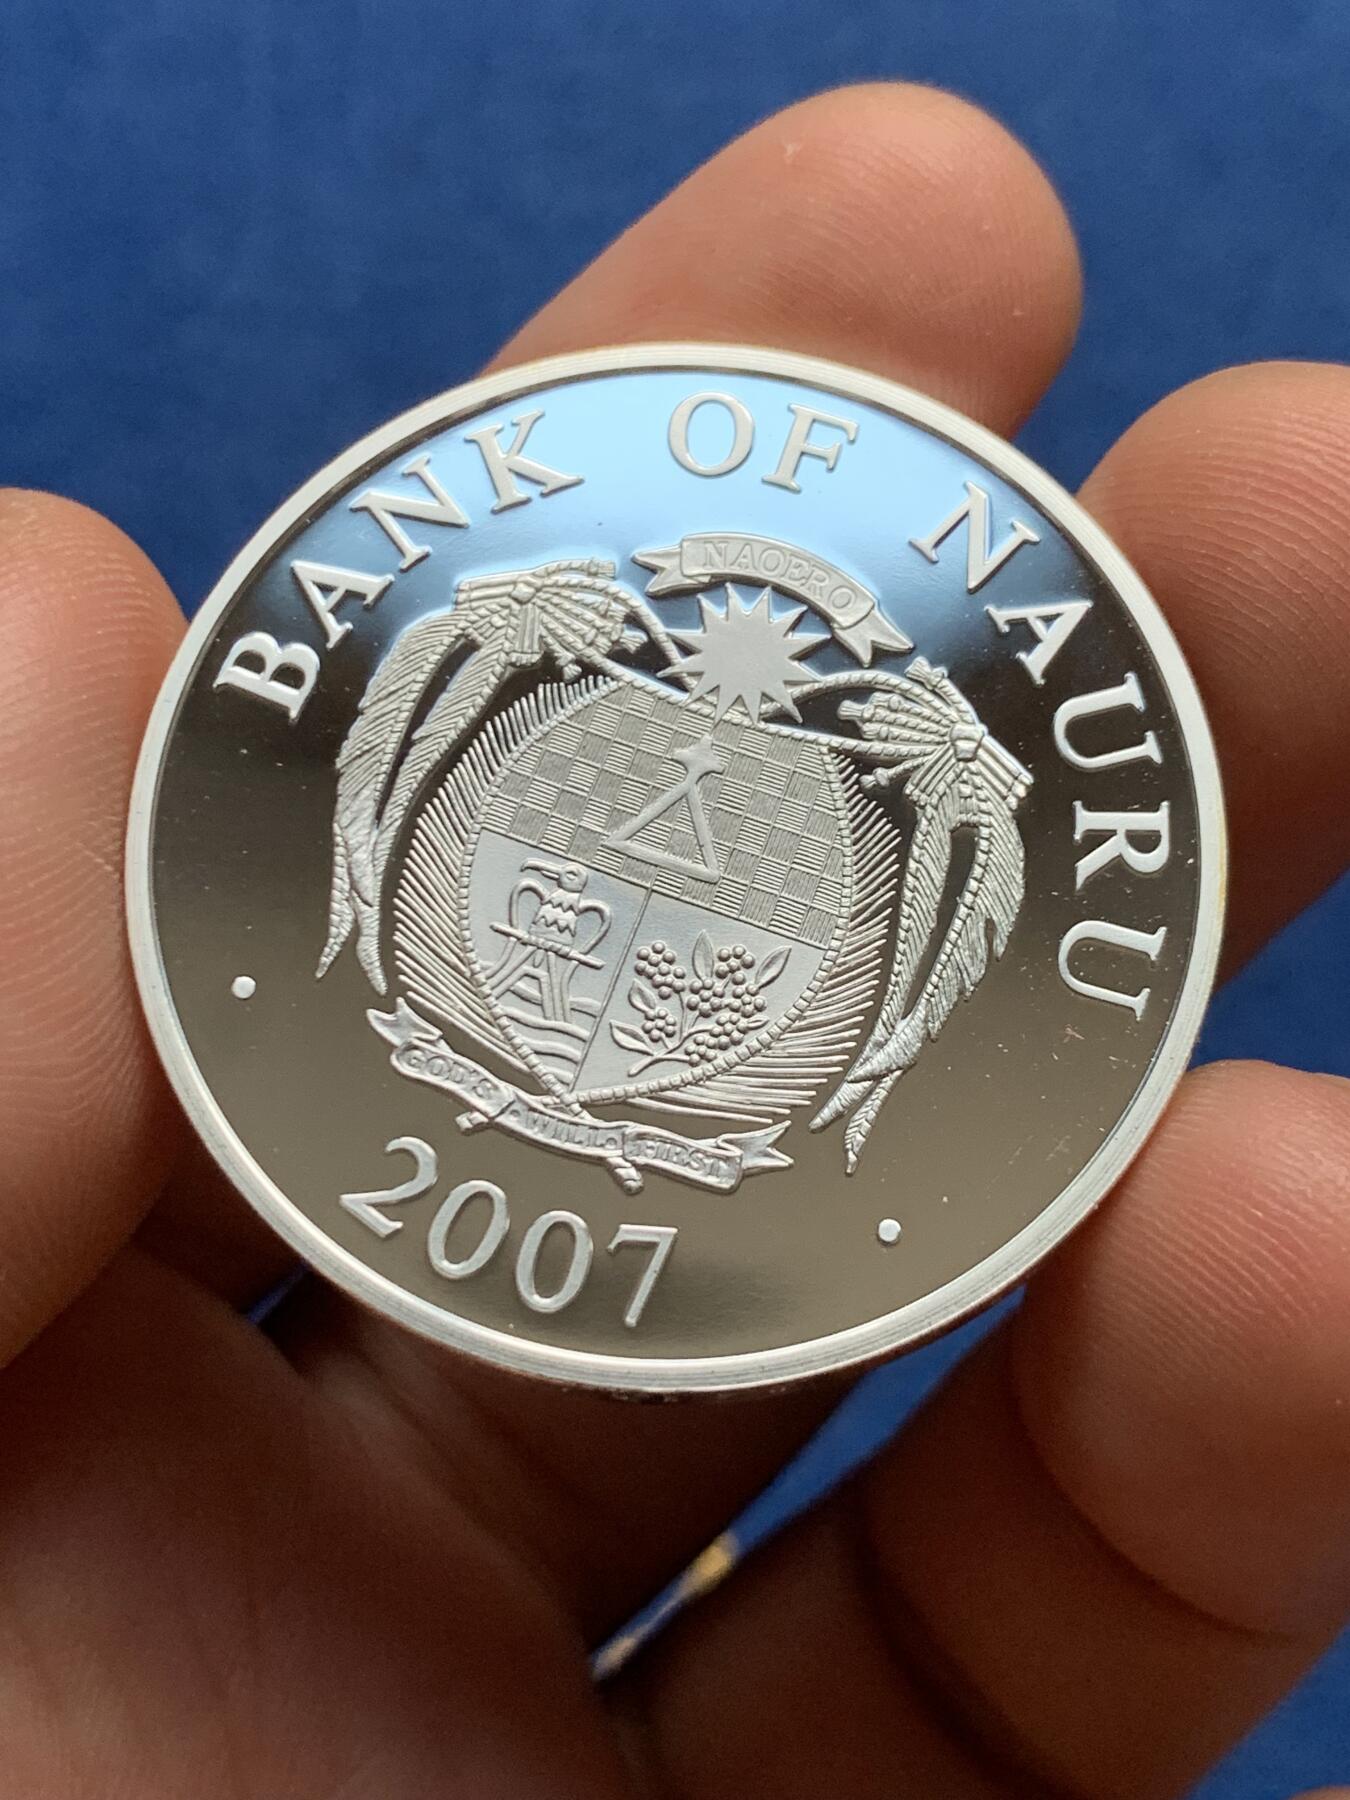 BANK OF NAURU
NAOERO
GOD'S WILL FIRST
2007